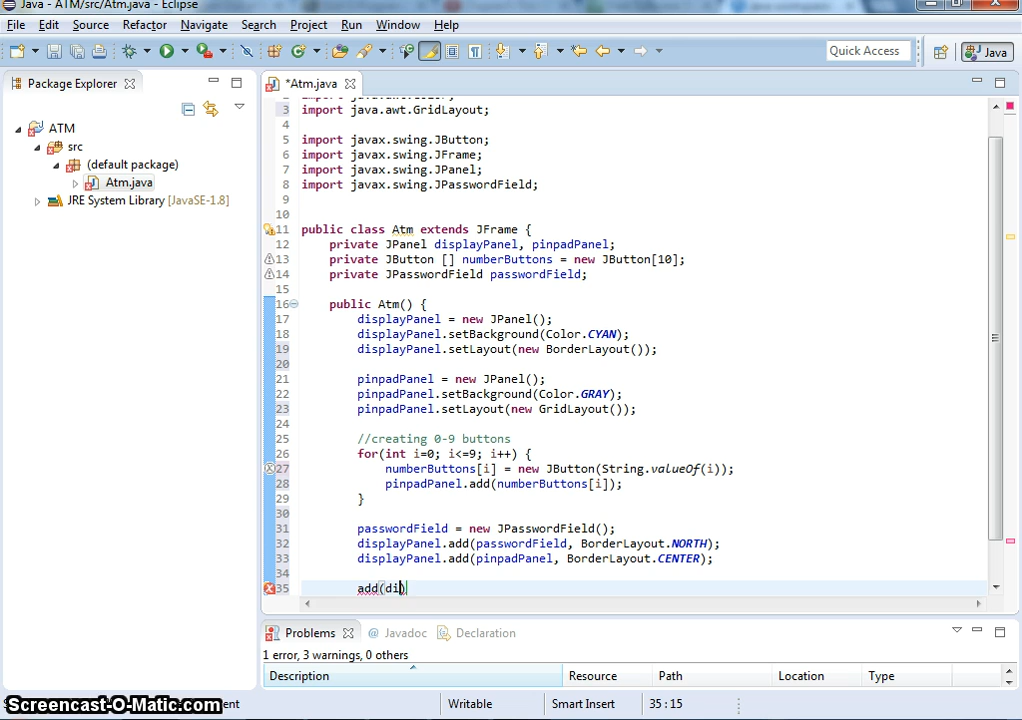 Java - ATM/src/Atm.java - Eclipse
File Edit Source Refactor Navigate Search Project Run Window Help
Quick Access Java
Package Explorer
ATM
src
(default package)
Atm.java
JRE System Library [JavaSE-1.8]
*Atm.java
3 import java.awt.GridLayout;
4
5 import javax.swing.JButton;
6 import javax.swing.JFrame;
7 import javax.swing.JPanel;
8 import javax.swing.JPasswordField;
9
10
11 public class Atm extends JFrame {
12 private JPanel displayPanel, pinpadPanel;
13 private JButton [] numberButtons = new JButton[10];
14 private JPasswordField passwordField;
15
16 public Atm() {
17 displayPanel = new JPanel();
18 displayPanel.setBackground(Color.CYAN);
19 displayPanel.setLayout(new BorderLayout());
20
21 pinpadPanel = new JPanel();
22 pinpadPanel.setBackground(Color.GRAY);
23 pinpadPanel.setLayout(new GridLayout());
24
25 //creating 0-9 buttons
26 for(int i=0; i<=9; i++) {
27 numberButtons[i] = new JButton(String.valueOf(i));
28 pinpadPanel.add(numberButtons[i]);
29 }
30
31 passwordField = new JPasswordField();
32 displayPanel.add(passwordField, BorderLayout.NORTH);
33 displayPanel.add(pinpadPanel, BorderLayout.CENTER);
34
35 add(di)
Problems @ Javadoc Declaration
1 error, 3 warnings, 0 others
Description Resource Path Location Type
Screencast-O-Matic.com
Writable Smart Insert 35 : 15